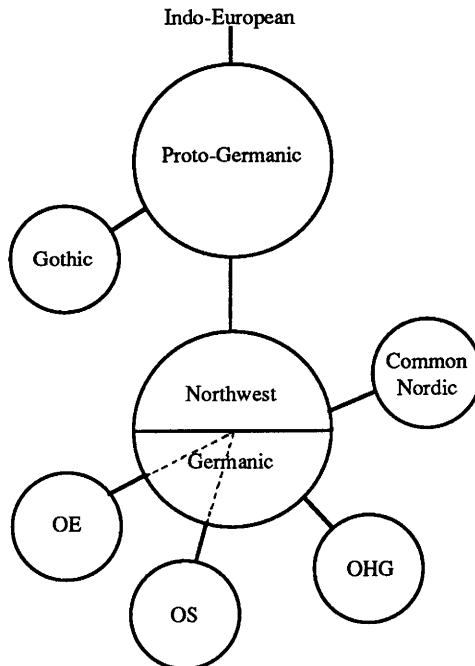 Indo-European
Proto-Germanic
Gothic
Common
Nordic
Northwest
Germanic
OE
OHG
OS